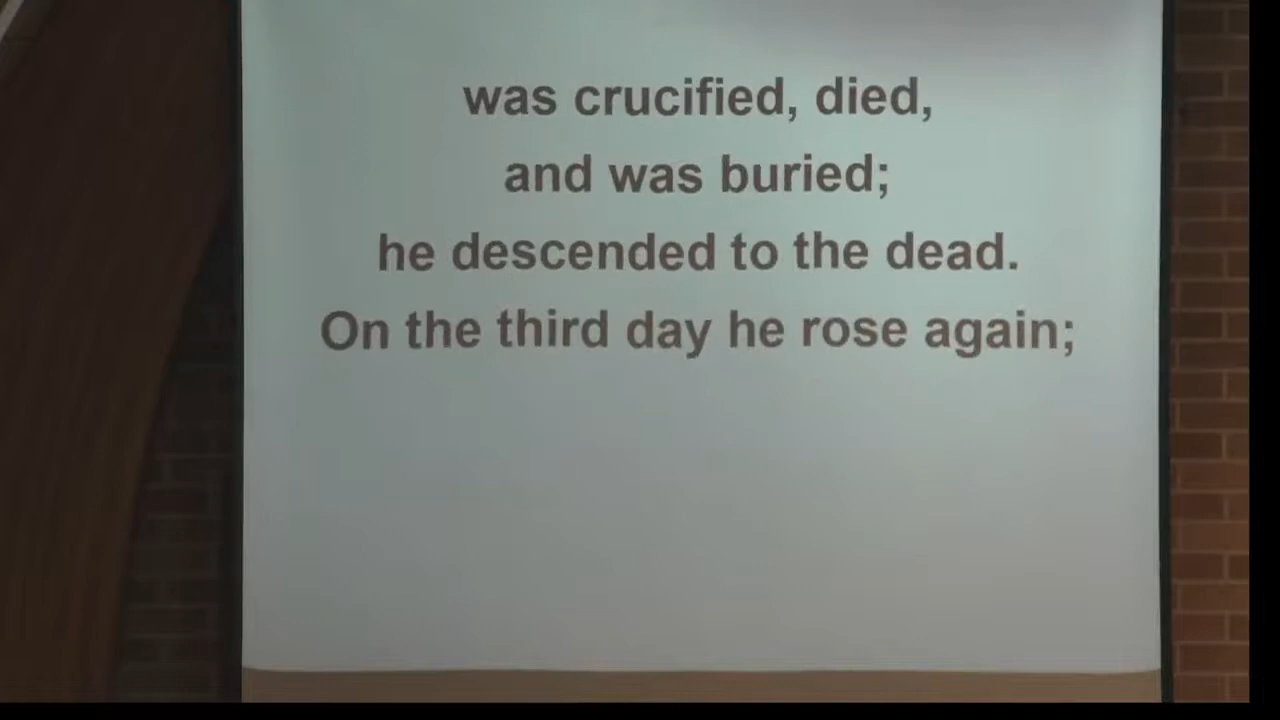 was crucified, died,
and was buried;
he descended to the dead.
On the third day he rose again;